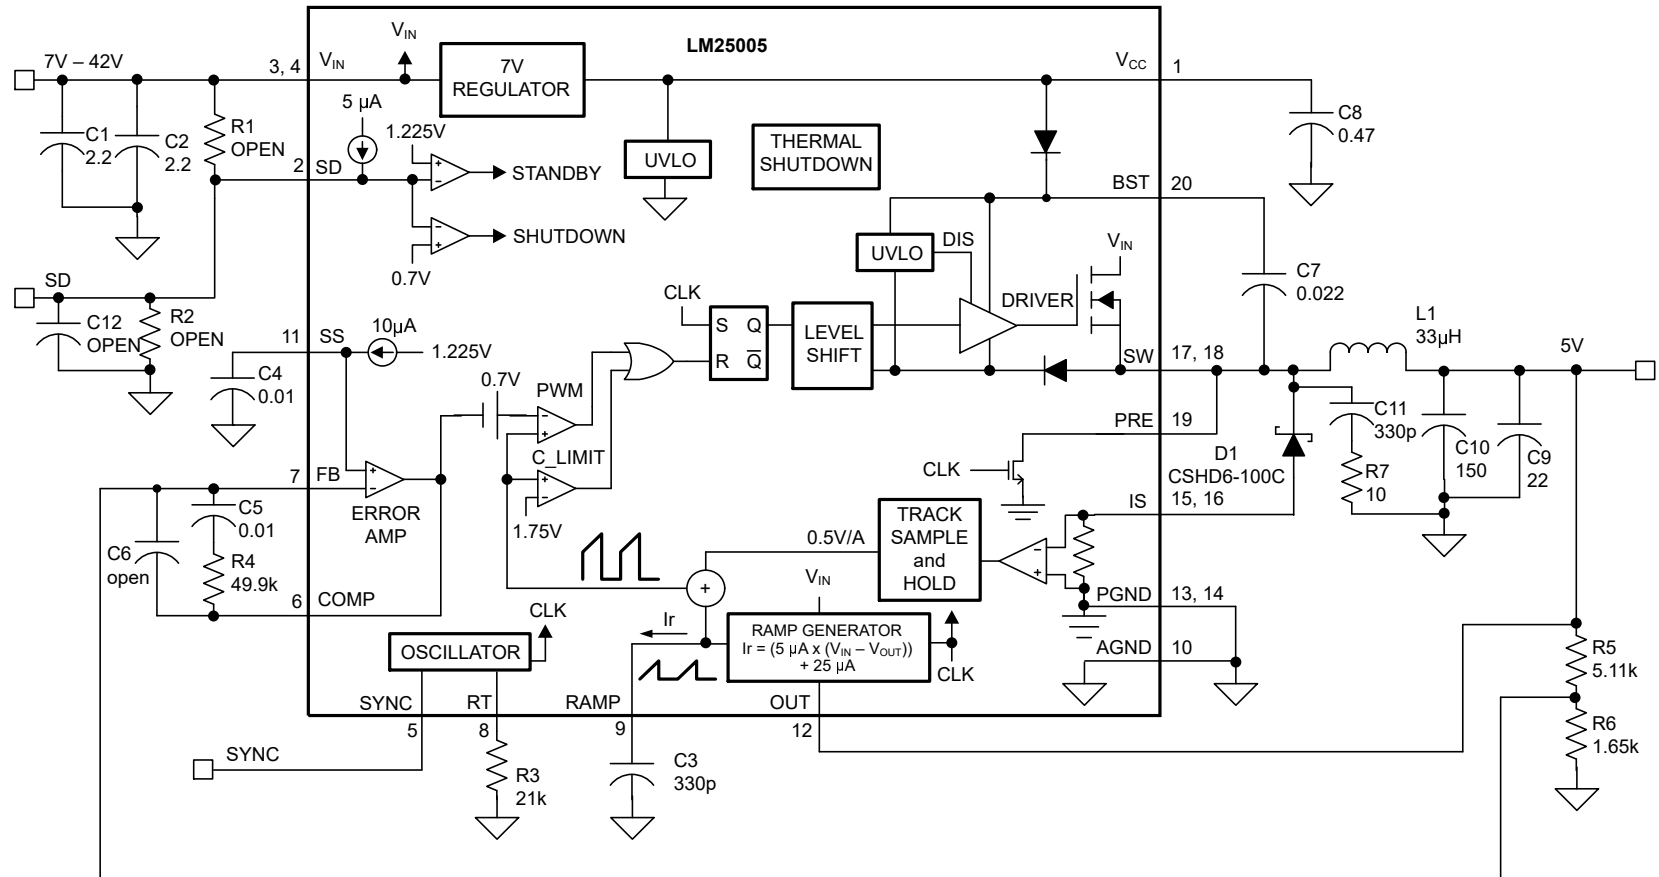 LM25005
7V – 42V
3, 4
VIN
VIN
7V
REGULATOR
VCC
1
C8
0.47
C1
2.2
C2
2.2
R1
OPEN
5 µA
1.225V
2
SD
STANDBY
SHUTDOWN
0.7V
UVLO
THERMAL
SHUTDOWN
BST
20
UVLO
DIS
VIN
DRIVER
C7
0.022
SD
C12
OPEN
R2
OPEN
11
SS
10µA
1.225V
C4
0.01
CLK
S
Q
R
Q̅
LEVEL
SHIFT
SW
17, 18
L1
33µH
5V
0.7V
PWM
C_LIMIT
1.75V
PRE
19
CLK
D1
CSHD6-100C
15, 16
IS
C11
330p
R7
10
C10
150
C9
22
7
FB
ERROR
AMP
C5
0.01
C6
open
R4
49.9k
6
COMP
0.5V/A
TRACK
SAMPLE
and
HOLD
+
VIN
PGND
13, 14
AGND
10
CLK
OSCILLATOR
Ir
RAMP GENERATOR
Ir = (5 µA x (VIN – VOUT))
+ 25 µA
CLK
R5
5.11k
R6
1.65k
SYNC
RT
RAMP
OUT
5
8
9
12
SYNC
R3
21k
C3
330p